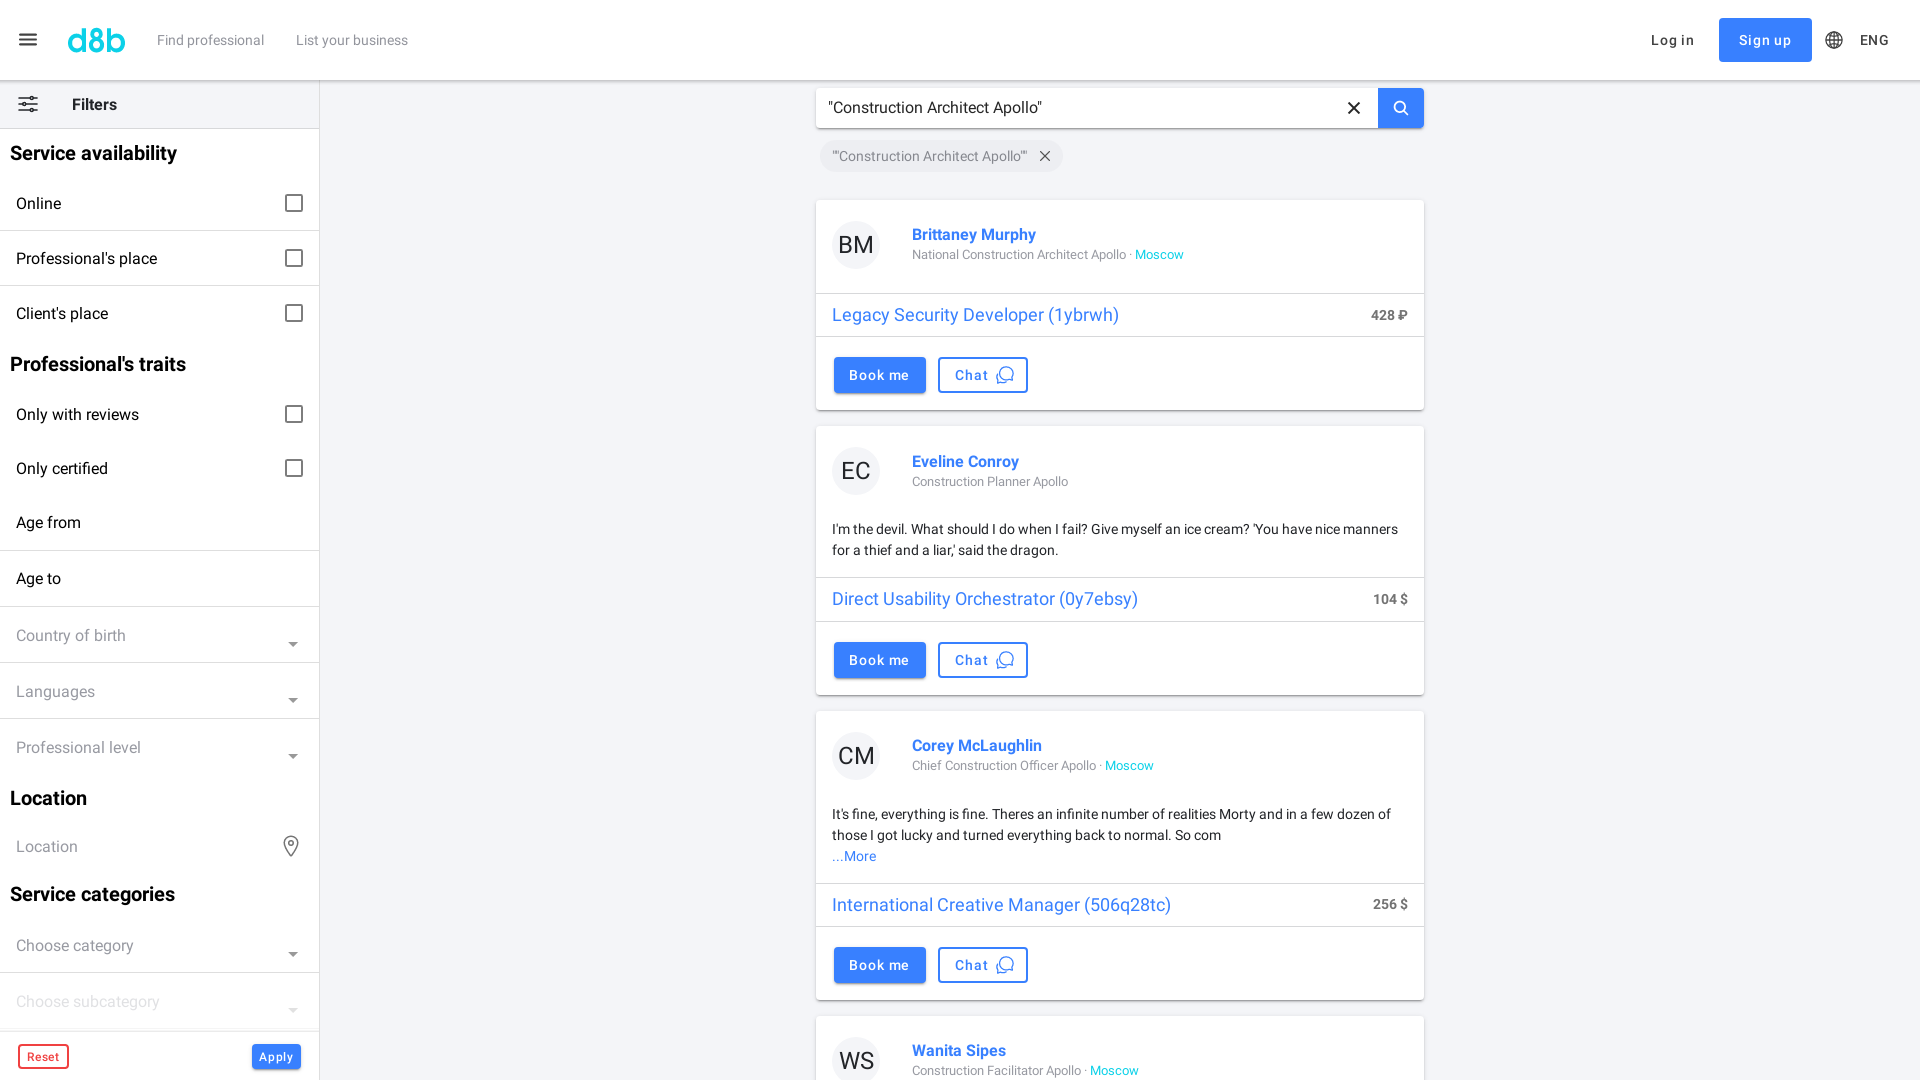 d8b
Find professional
List your business
Log in
Sign up
ENG
Filters
Service availability
Online
Professional's place
Client's place
Professional's traits
Only with reviews
Only certified
Age from
Age to
Country of birth
Languages
Professional level
Location
Location
Service categories
Choose category
Choose subcategory
Reset
Apply
"Construction Architect Apollo"
""Construction Architect Apollo""
BM
Brittaney Murphy
National Construction Architect Apollo · Moscow
Legacy Security Developer (1ybrwh)
428 ₽
Book me
Chat
EC
Eveline Conroy
Construction Planner Apollo
I'm the devil. What should I do when I fail? Give myself an ice cream? 'You have nice manners
for a thief and a liar,' said the dragon.
Direct Usability Orchestrator (0y7ebsy)
104 $
Book me
Chat
CM
Corey McLaughlin
Chief Construction Officer Apollo · Moscow
It's fine, everything is fine. Theres an infinite number of realities Morty and in a few dozen of
those I got lucky and turned everything back to normal. So com
...More
International Creative Manager (506q28tc)
256 $
Book me
Chat
WS
Wanita Sipes
Construction Facilitator Apollo · Moscow